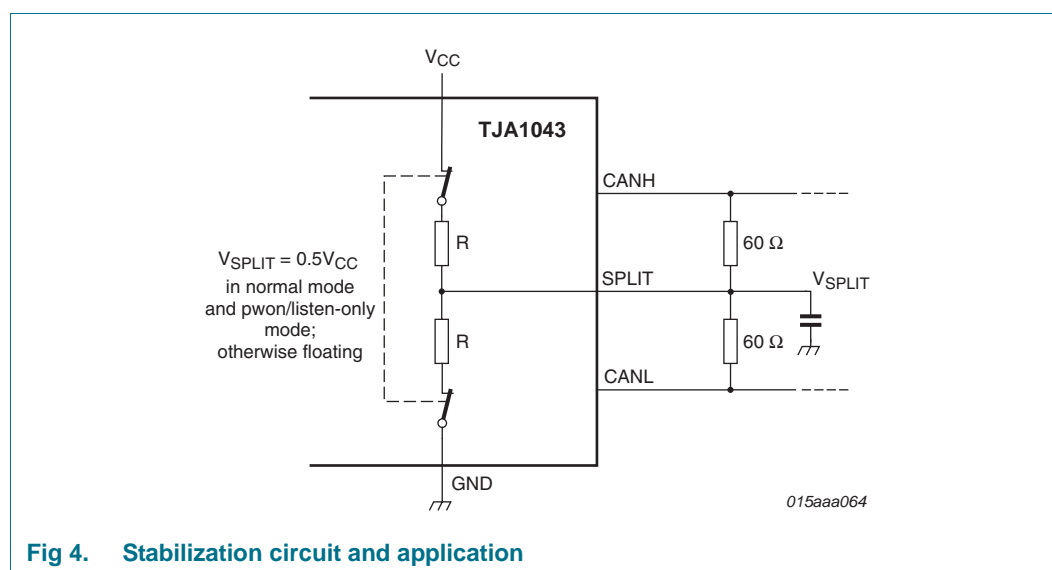 VCC
TJA1043
CANH
R
60 Ω
VSPLIT = 0.5VCC
in normal mode
and pwon/listen-only
mode;
otherwise floating
SPLIT
VSPLIT
R
60 Ω
CANL
GND
015aaa064
Fig 4. Stabilization circuit and application